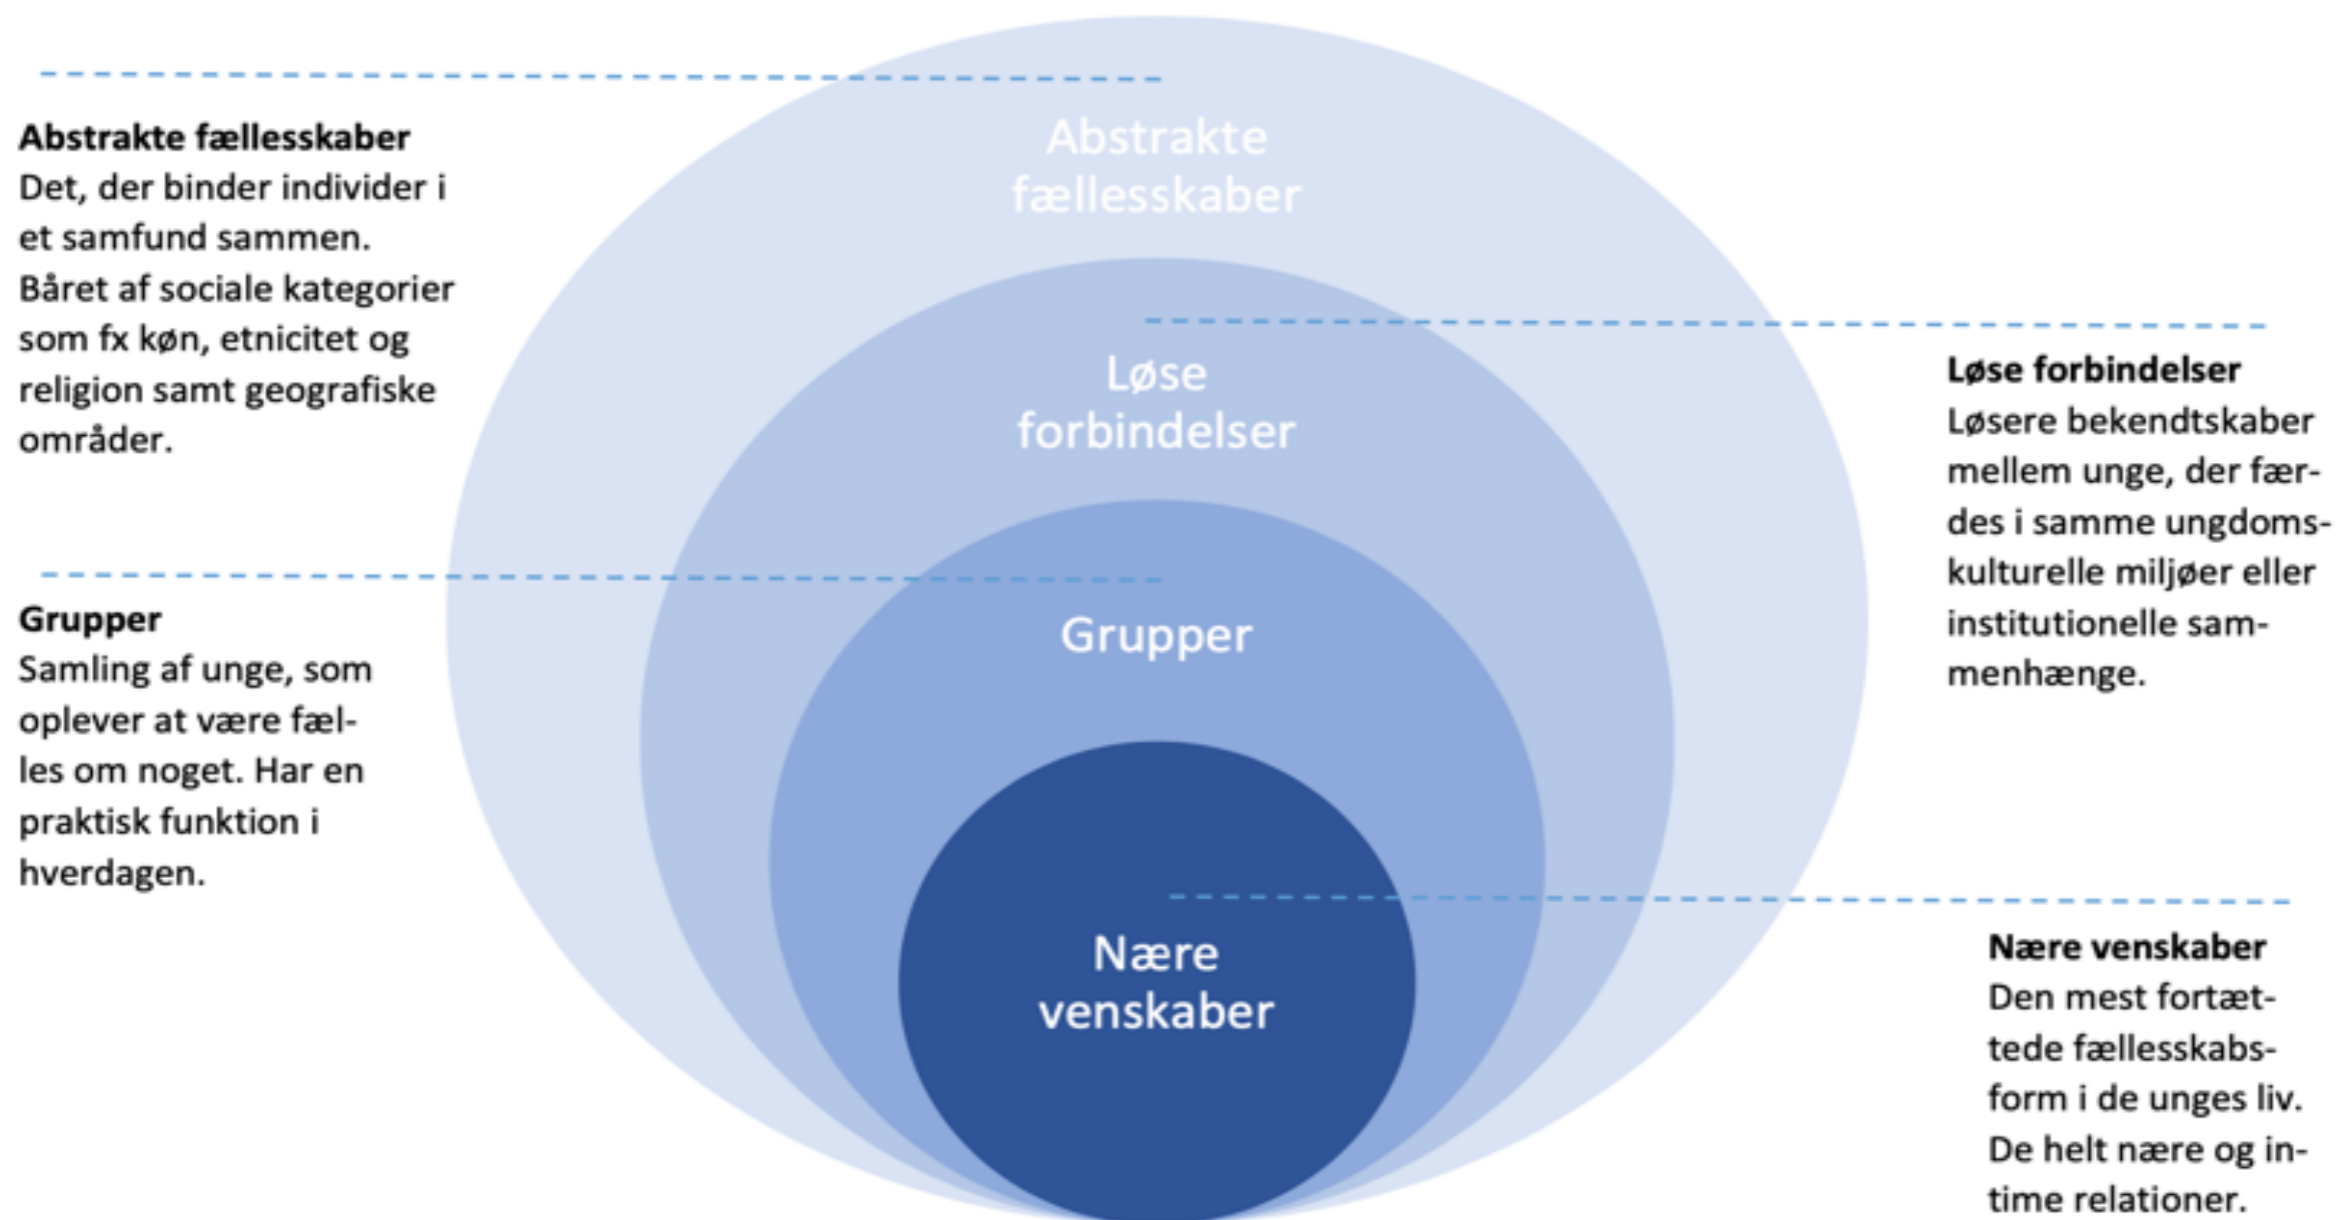 Abstrakte fællesskaber
Det, der binder individer i
et samfund sammen.
Båret af sociale kategorier
som fx køn, etnicitet og
religion samt geografiske
områder.
Grupper
Samling af unge, som
oplever at være fæl-
les om noget. Har en
praktisk funktion i
hverdagen.
Abstrakte
fællesskaber
Løse
forbindelser
Grupper
Nære
venskaber
Løse forbindelser
Løsere bekendtskaber
mellem unge, der fær-
des i samme ungdoms-
kulturelle miljøer eller
institutionelle sam-
menhænge.
Nære venskaber
Den mest fortæt-
tede fællesskabs-
form i de unges liv.
De helt nære og in-
time relationer.